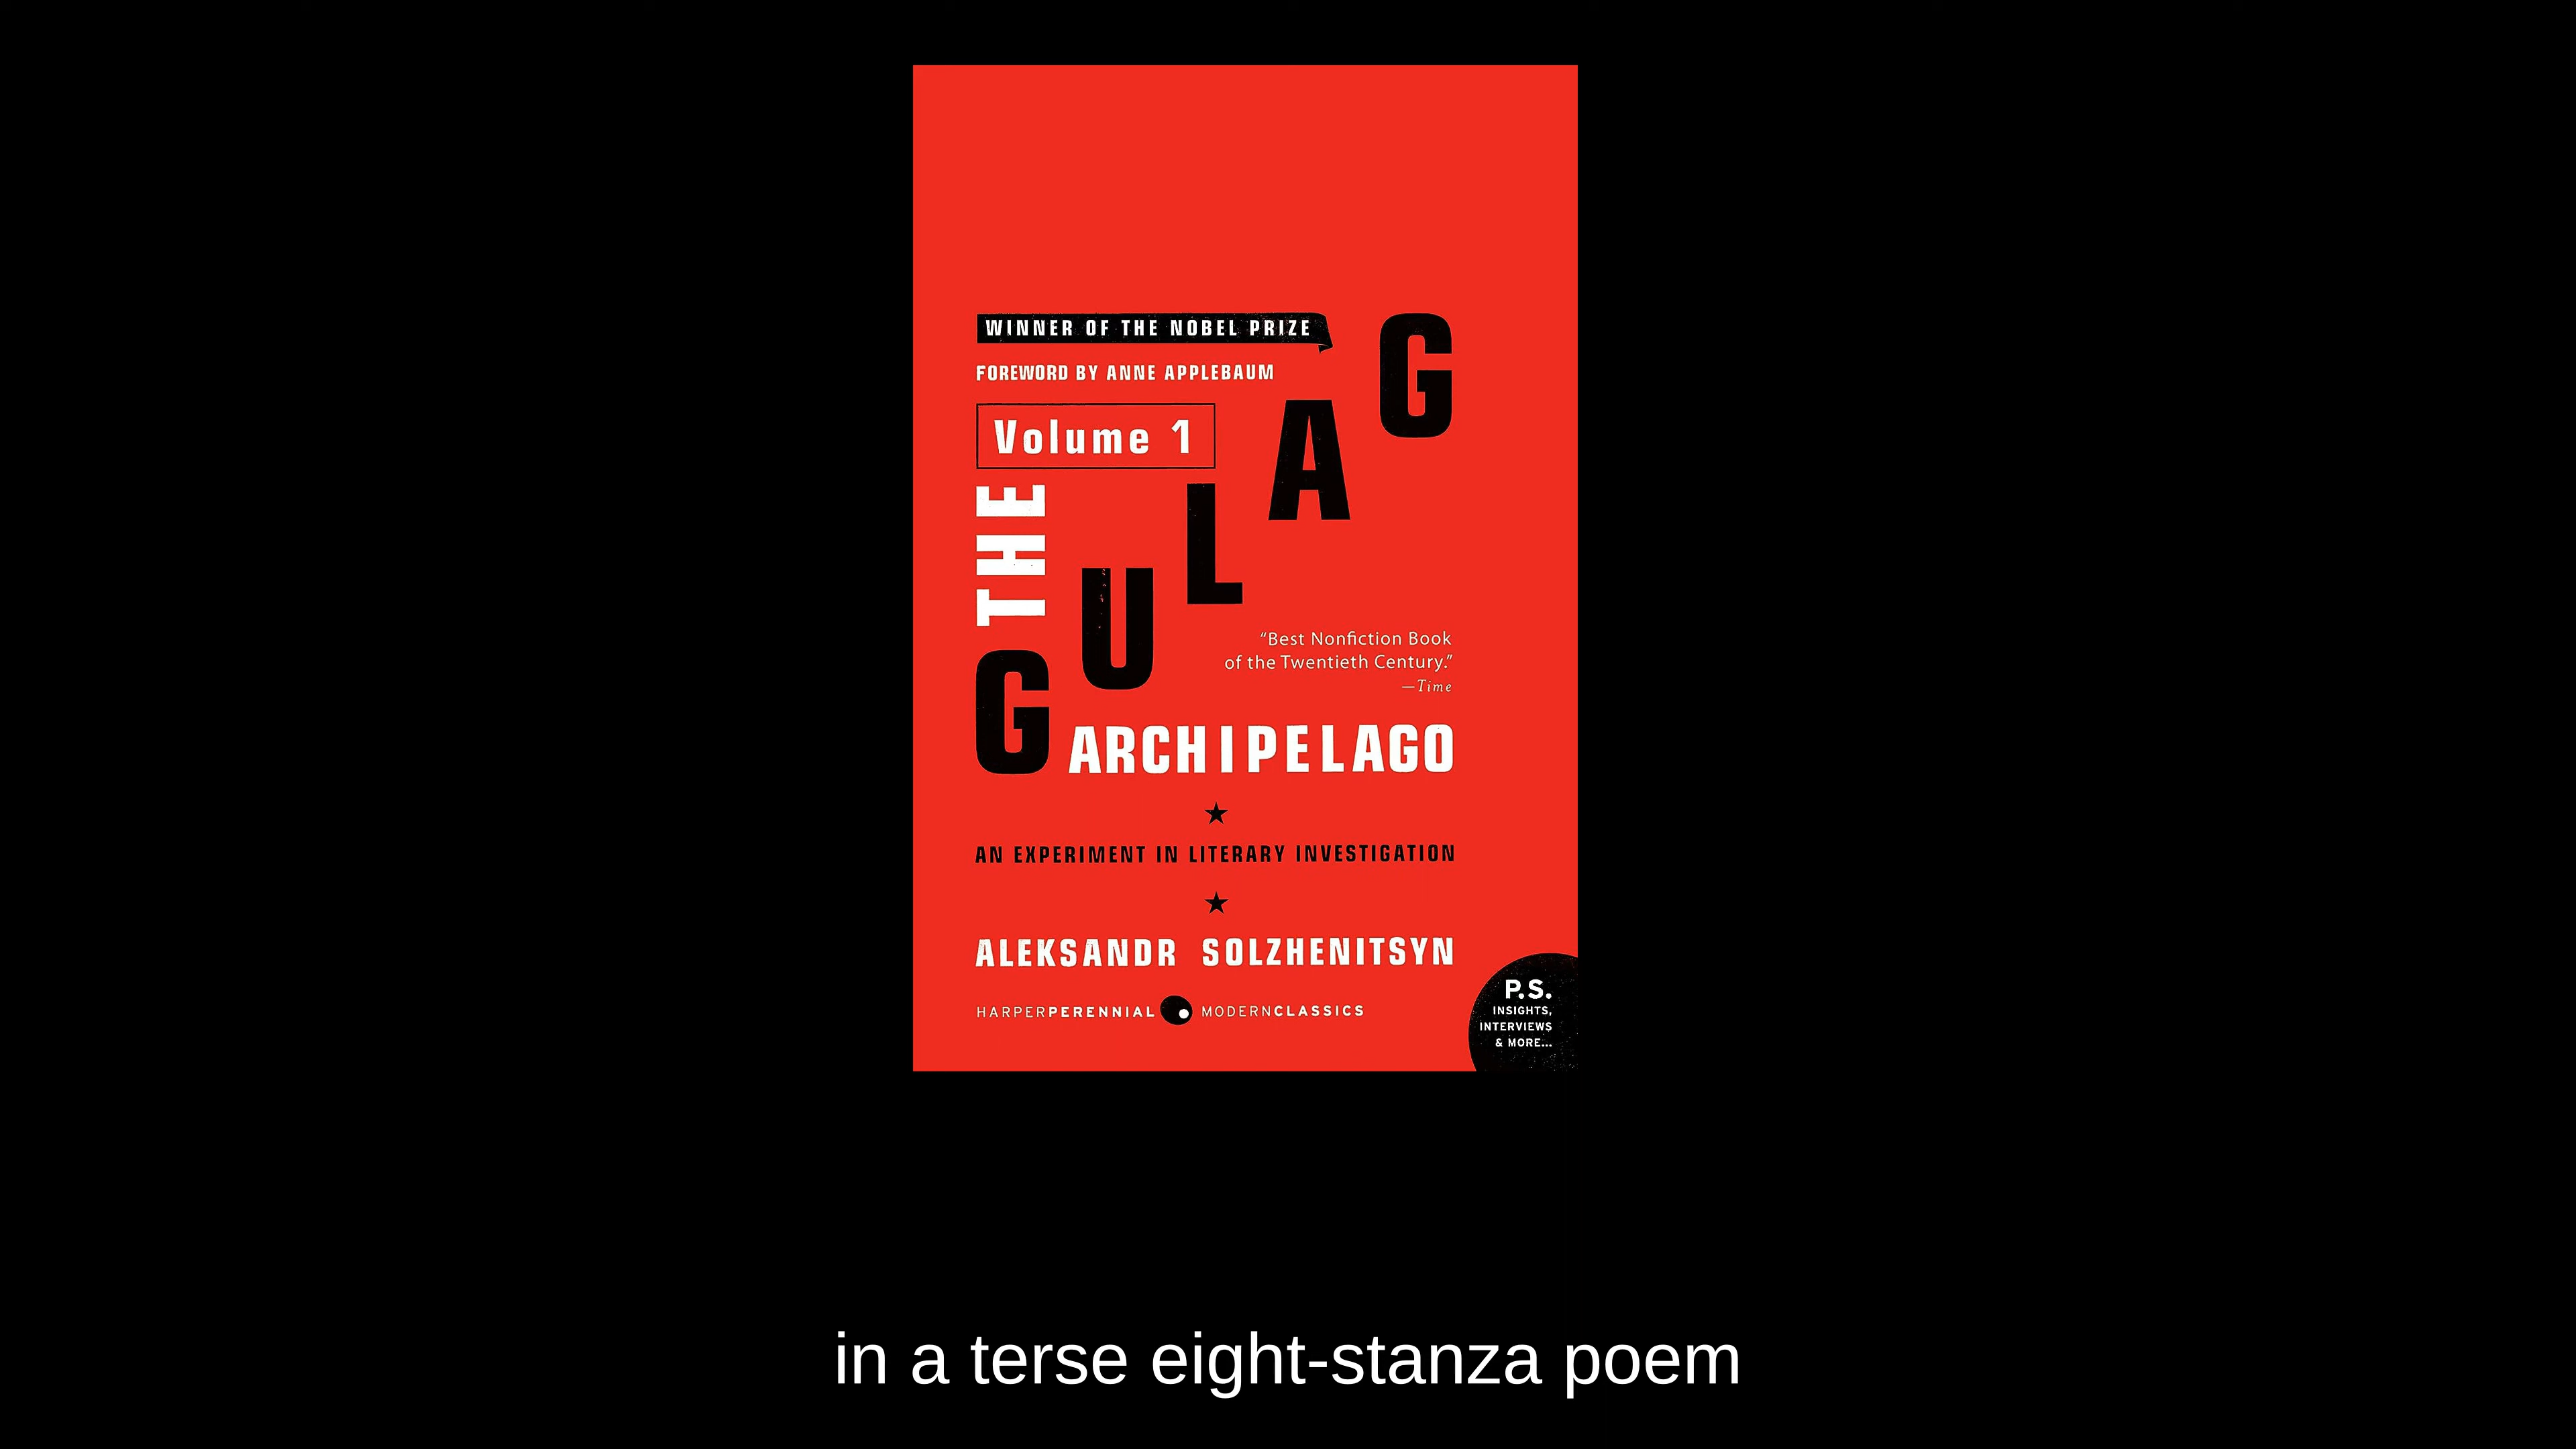 WINNER OF THE NOBEL PRIZE
FOREWORD BY ANNE APPLEBAUM
Volume 1
THE
GULAG
ARCHIPELAGO
“Best Nonfiction Book
of the Twentieth Century.”
—Time
AN EXPERIMENT IN LITERARY INVESTIGATION
ALEKSANDR SOLZHENITSYN
HARPERPERENNIAL MODERNCLASSICS
P.S.
INSIGHTS,
INTERVIEWS
& MORE...
in a terse eight-stanza poem